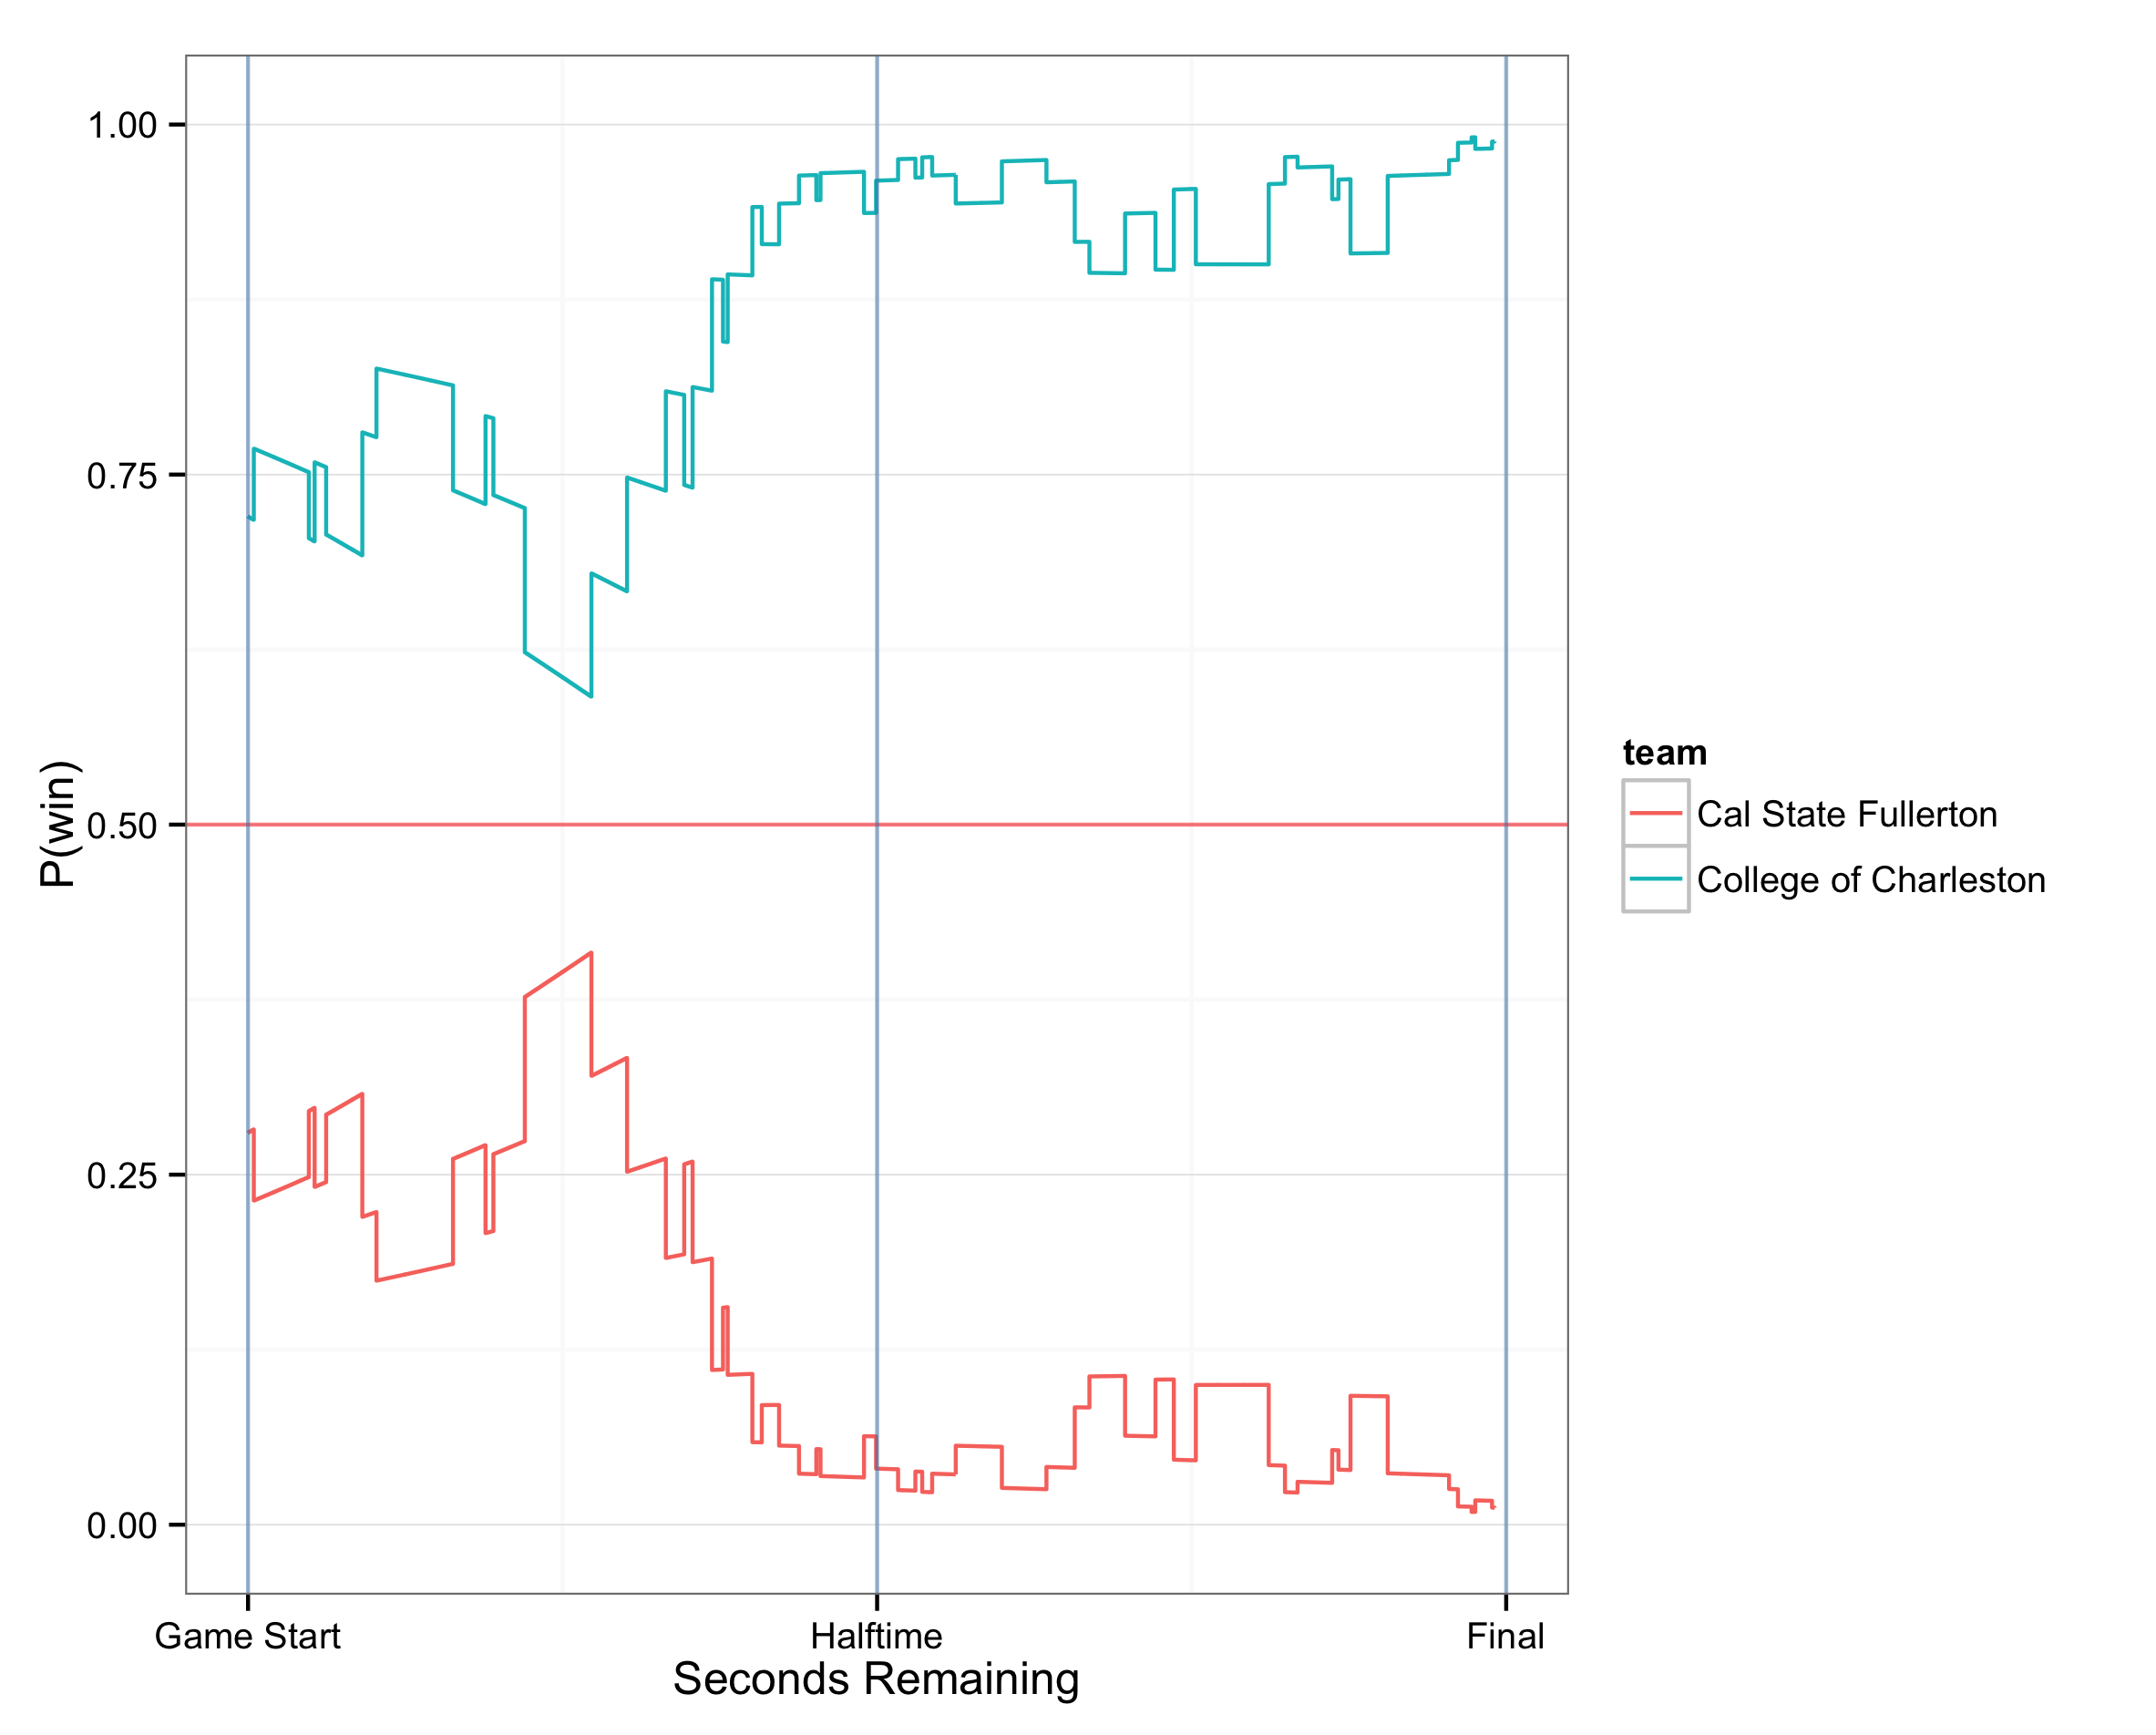 1.00
0.75
0.50
0.25
0.00
P(win)
Game Start
Halftime
Final
Seconds Remaining
team
Cal State Fullerton
College of Charleston